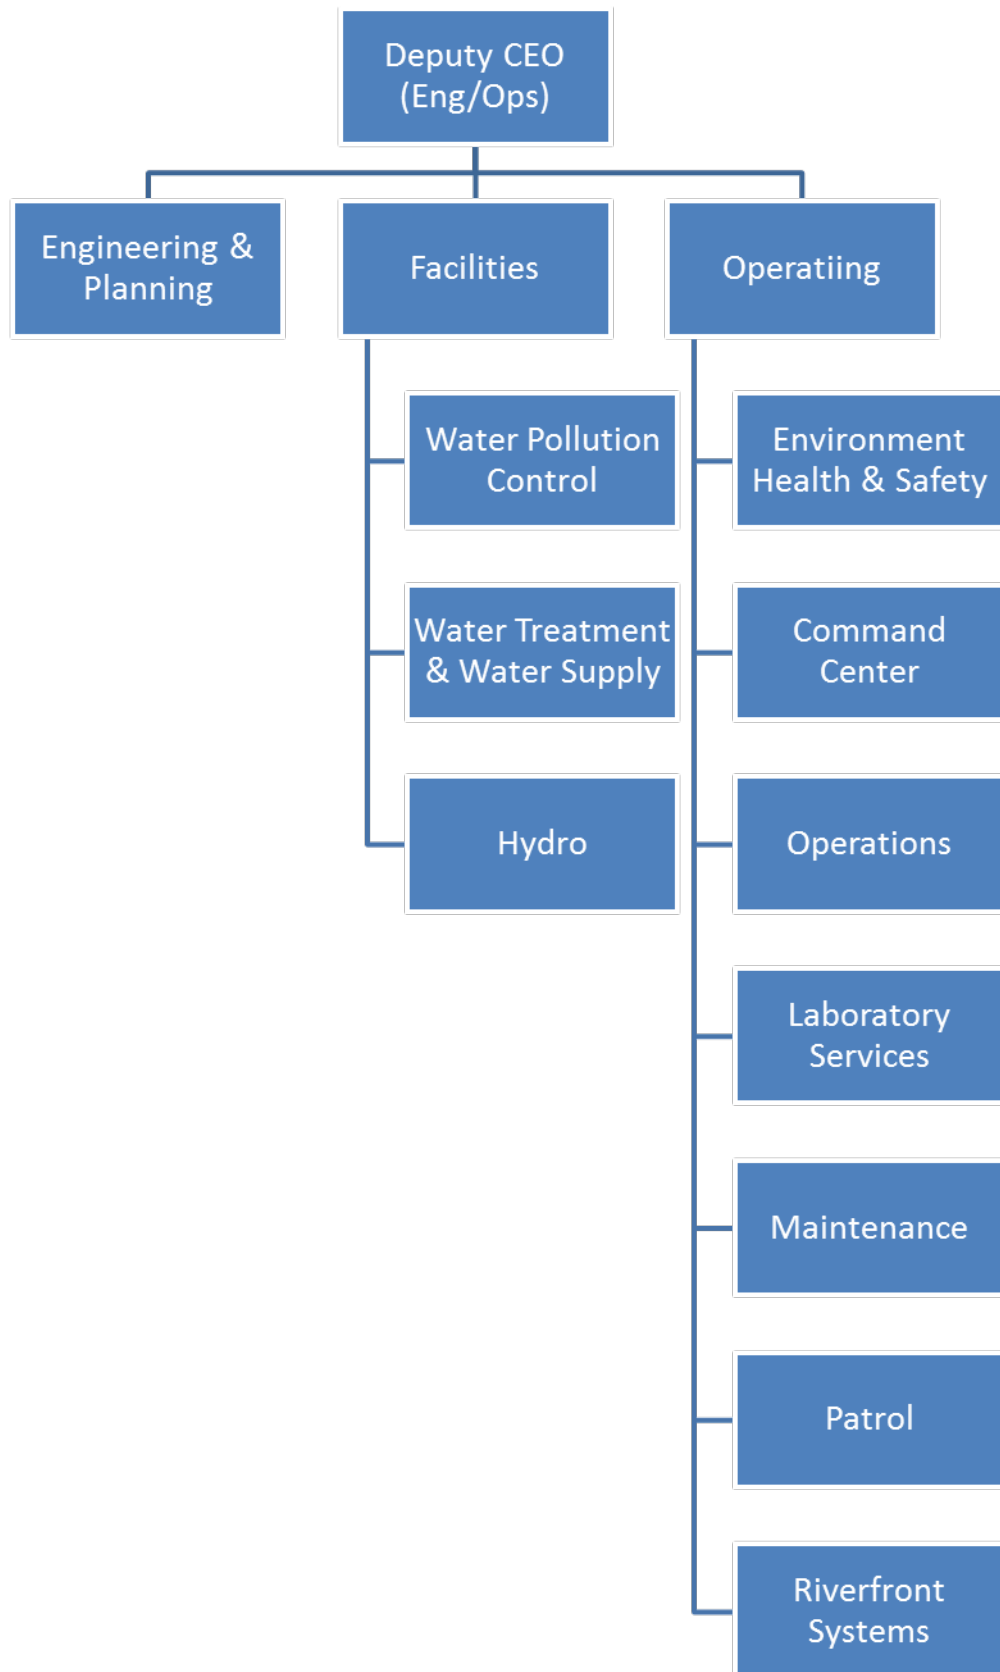 Deputy CEO
(Eng/Ops)
Engineering &
Planning
Facilities
Operatiing
Water Pollution
Control
Water Treatment
& Water Supply
Hydro
Environment
Health & Safety
Command
Center
Operations
Laboratory
Services
Maintenance
Patrol
Riverfront
Systems